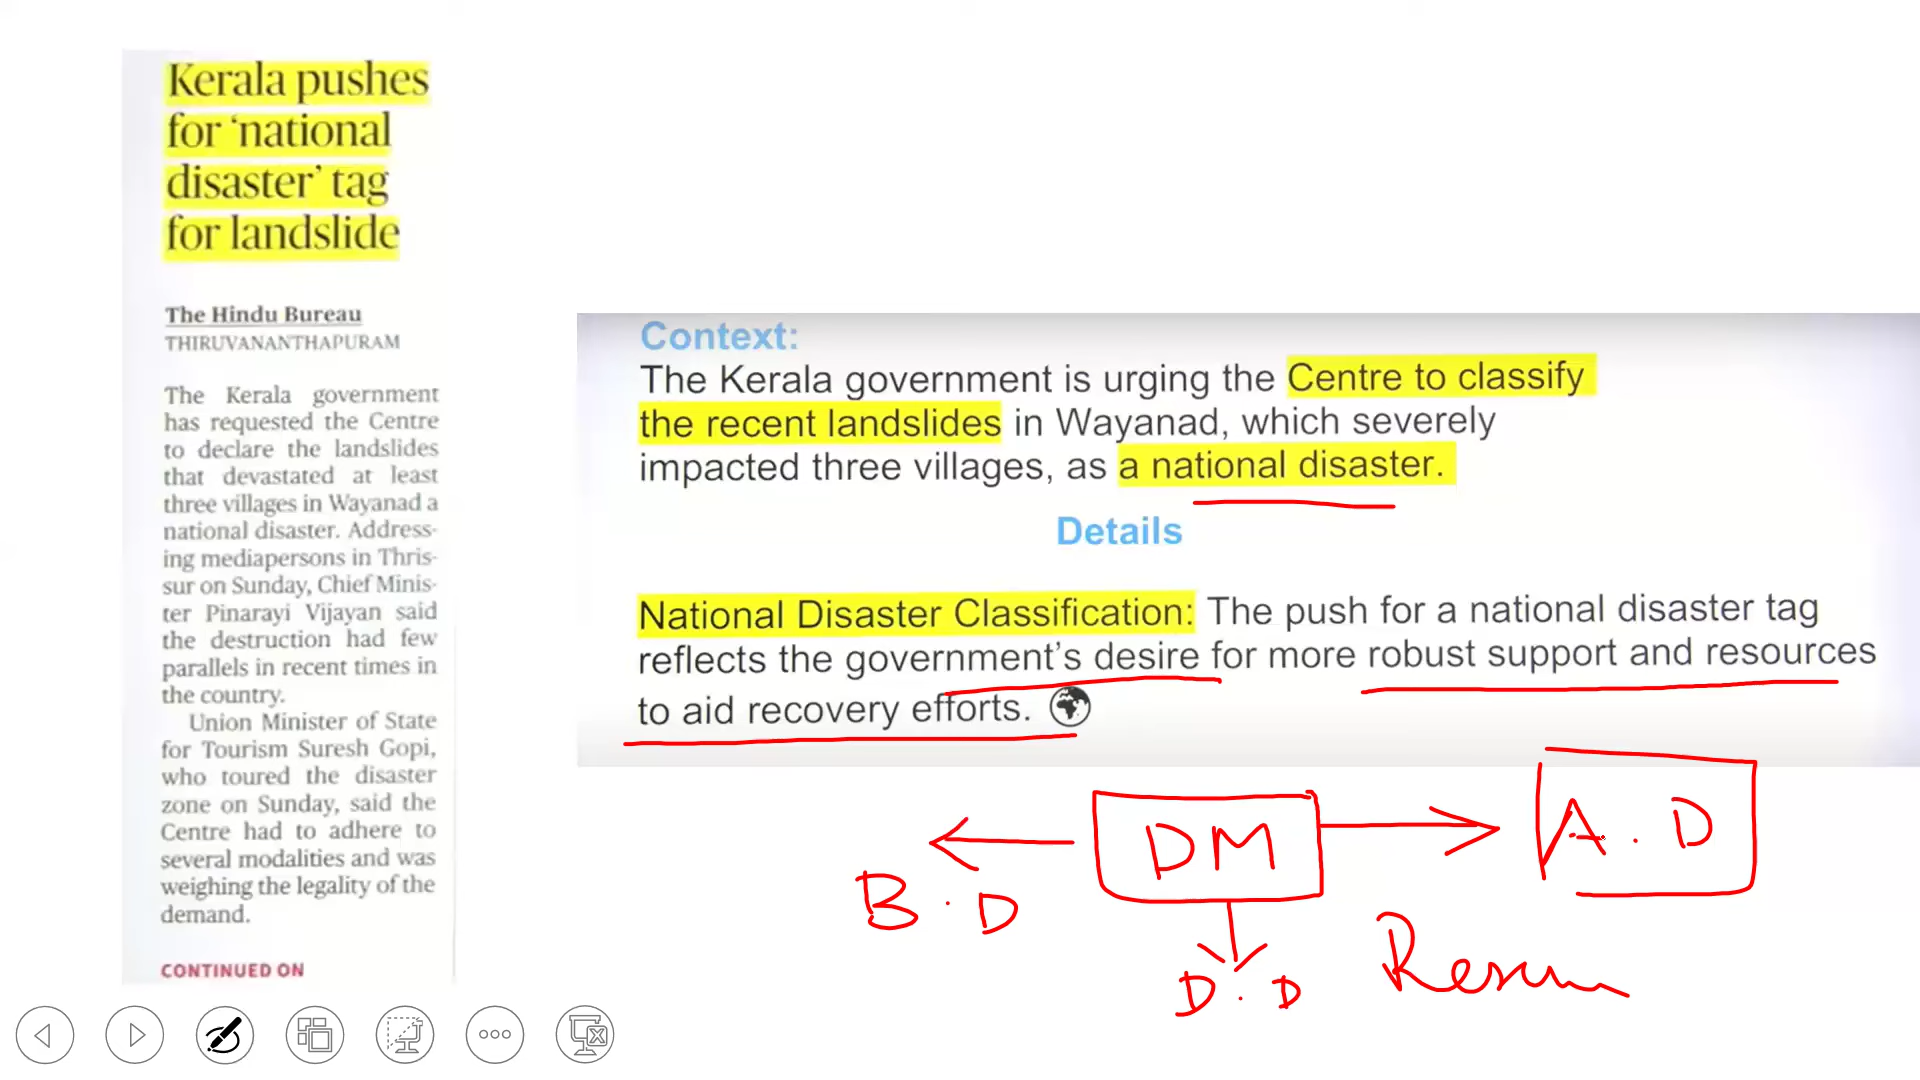 Kerala pushes
for ‘national
disaster’ tag
for landslide
The Hindu Bureau
THIRUVANANTHAPURAM
The Kerala government
has requested the Centre
to declare the landslides
that devastated at least
three villages in Wayanad a
national disaster. Address-
ing mediapersons in Thris-
sur on Sunday, Chief Minis-
ter Pinarayi Vijayan said
the destruction had few
parallels in recent times in
the country.
Union Minister of State
for Tourism Suresh Gopi,
who toured the disaster
zone on Sunday, said the
Centre had to adhere to
several modalities and was
weighing the legality of the
demand.
CONTINUED ON
Context:
The Kerala government is urging the Centre to classify
the recent landslides in Wayanad, which severely
impacted three villages, as a national disaster.
Details
National Disaster Classification: The push for a national disaster tag
reflects the government’s desire for more robust support and resources
to aid recovery efforts.
DM
A.D
B.D
D.D